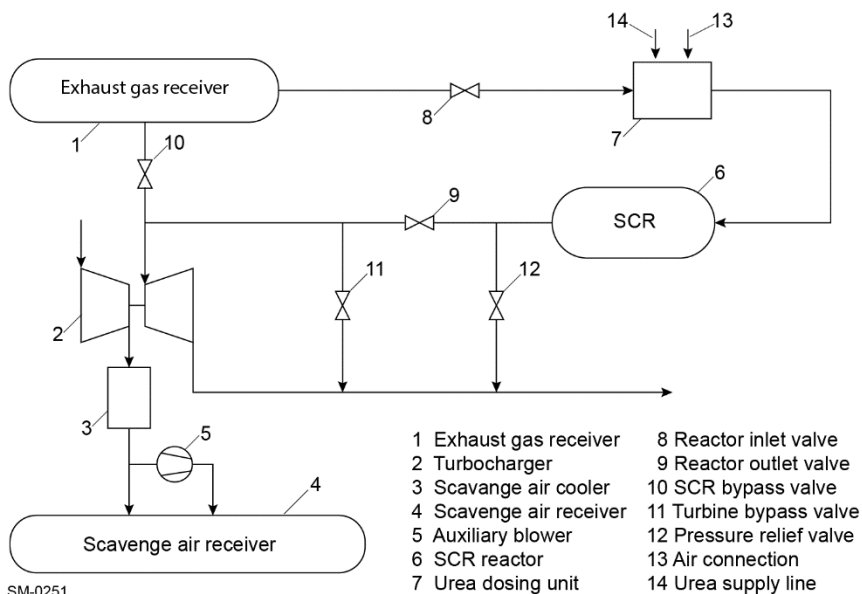 14
13
Exhaust gas receiver
8
7
1
10
6
SCR
9
11
12
2
3
5
4
Scavenge air receiver
1 Exhaust gas receiver
2 Turbocharger
3 Scavange air cooler
4 Scavenge air receiver
5 Auxiliary blower
6 SCR reactor
7 Urea dosing unit
8 Reactor inlet valve
9 Reactor outlet valve
10 SCR bypass valve
11 Turbine bypass valve
12 Pressure relief valve
13 Air connection
14 Urea supply line
SM-0251